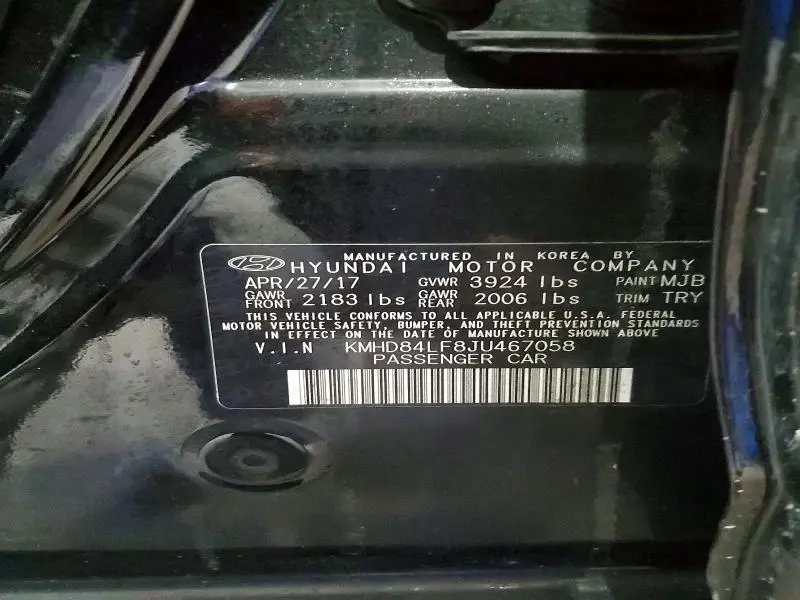 MANUFACTURED IN KOREA BY
HYUNDAI MOTOR COMPANY
APR/27/17 GVWR 3924 lbs PAINT MJB
GAWR FRONT 2183 lbs GAWR REAR 2006 lbs TRIM TRY
THIS VEHICLE CONFORMS TO ALL APPLICABLE U.S.A. FEDERAL
MOTOR VEHICLE SAFETY, BUMPER, AND THEFT PREVENTION STANDARDS
IN EFFECT ON THE DATE OF MANUFACTURE SHOWN ABOVE
V.I.N KMHD84LF8JU467058
PASSENGER CAR